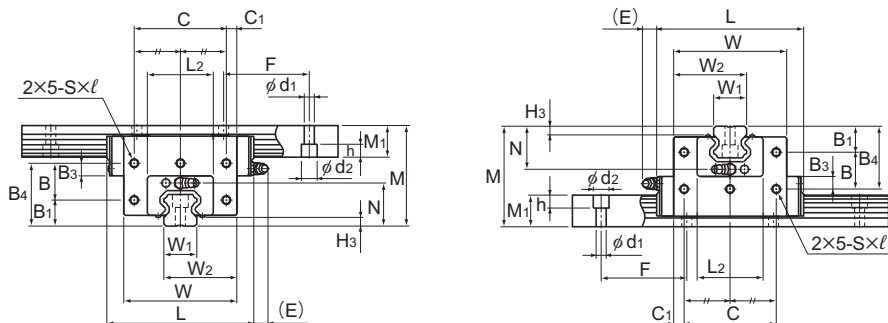 C C1
L2 F
φd1
2×5-S×ℓ
M1
h
B3
φd2
B
B4
B1
N
M
H3
W1
W2
W
L (E)
(E) L
W
W2
W1
H3
N
B1
B4
B3
B
φd2
M
M1
h
φd1
2×5-S×ℓ
F L2
C1 C